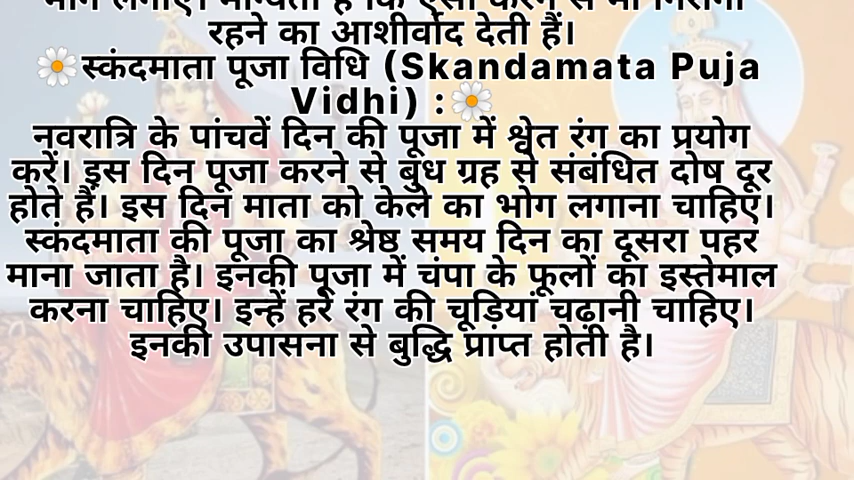 भोग लगाएं। मान्यता है कि ऐसा करने से मां निरोगी
रहने का आशीर्वाद देती हैं।
🌼स्कंदमाता पूजा विधि (Skandamata Puja
Vidhi) :🌼
नवरात्रि के पांचवें दिन की पूजा में श्वेत रंग का प्रयोग
करें। इस दिन पूजा करने से बुध ग्रह से संबंधित दोष दूर
होते हैं। इस दिन माता को केले का भोग लगाना चाहिए।
स्कंदमाता की पूजा का श्रेष्ठ समय दिन का दूसरा पहर
माना जाता है। इनकी पूजा में चंपा के फूलों का इस्तेमाल
करना चाहिए। इन्हें हरे रंग की चूड़ियां चढ़ानी चाहिए।
इनकी उपासना से बुद्धि प्राप्त होती है।